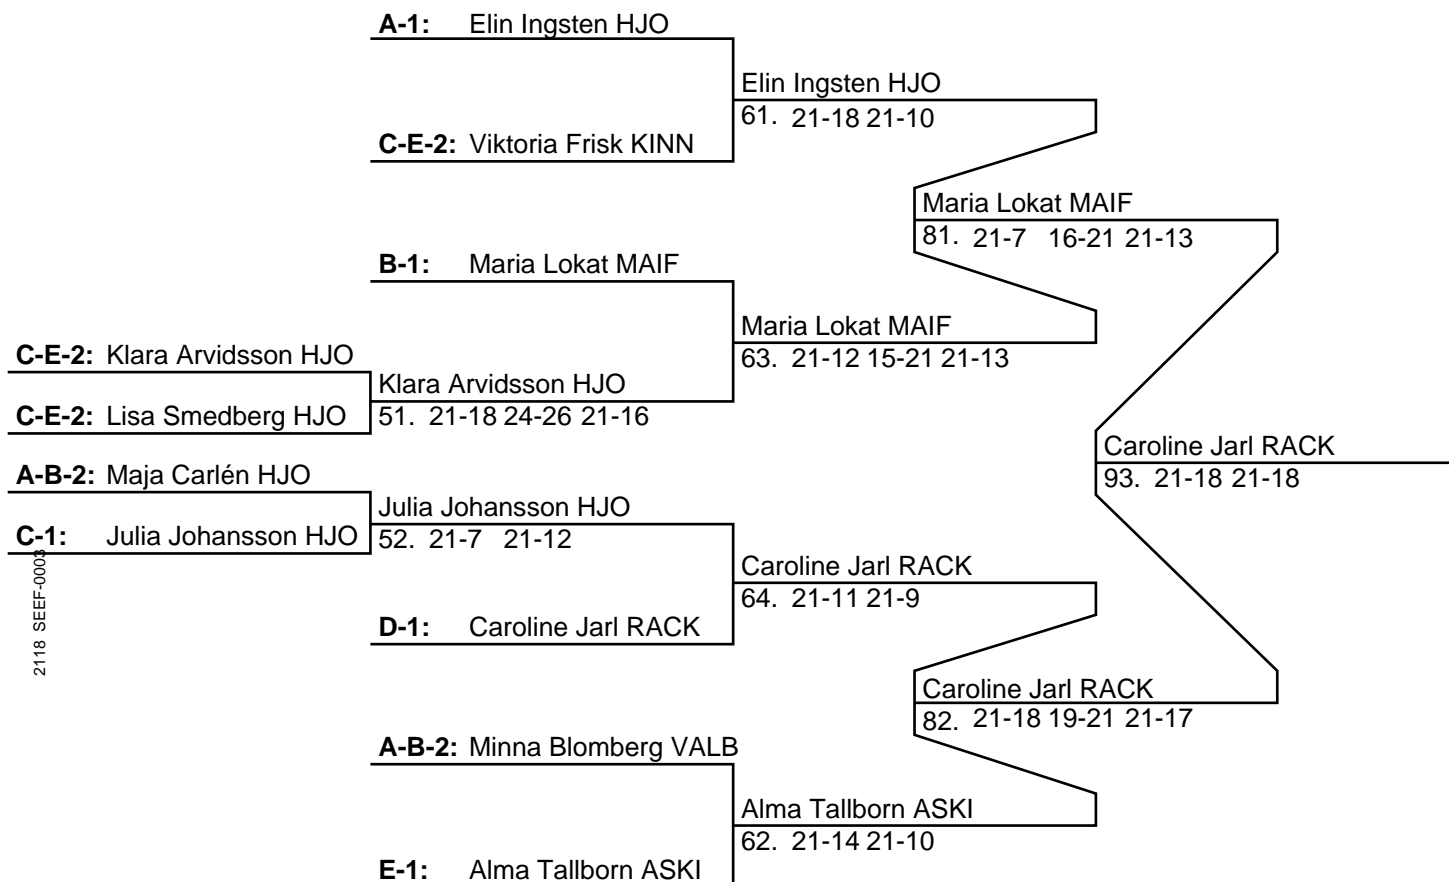 A-1: Elin Ingsten HJO
Elin Ingsten HJO
61. 21-18 21-10
C-E-2: Viktoria Frisk KINN
Maria Lokat MAIF
81. 21-7 16-21 21-13
B-1: Maria Lokat MAIF
Maria Lokat MAIF
63. 21-12 15-21 21-13
C-E-2: Klara Arvidsson HJO
Klara Arvidsson HJO
51. 21-18 24-26 21-16
C-E-2: Lisa Smedberg HJO
Caroline Jarl RACK
93. 21-18 21-18
A-B-2: Maja Carlén HJO
Julia Johansson HJO
52. 21-7 21-12
C-1: Julia Johansson HJO
Caroline Jarl RACK
64. 21-11 21-9
D-1: Caroline Jarl RACK
2118 SEEF-0003
Caroline Jarl RACK
82. 21-18 19-21 21-17
A-B-2: Minna Blomberg VALB
Alma Tallborn ASKI
62. 21-14 21-10
E-1: Alma Tallborn ASKI